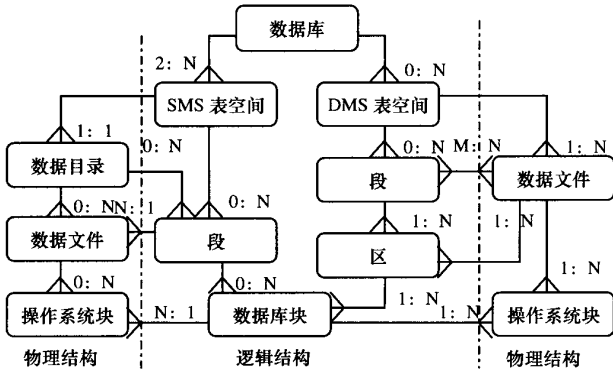 数据库
2：N
0：N
SMS 表空间
DMS 表空间
1：1
0：N
0：N
M：N
1：N
数据目录
段
数据文件
0：N
N：1
0：N
1：N
1：N
数据文件
段
区
0：N
0：N
1：N
1：N
操作系统块
N：1
数据库块
1：N
操作系统块
物理结构
逻辑结构
物理结构